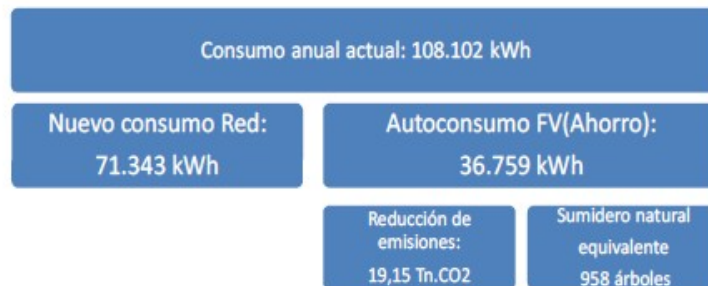 Consumo anual actual: 108.102 kWh
Nuevo consumo Red:
71.343 kWh
Autoconsumo FV(Ahorro):
36.759 kWh
Reducción de
emisiones:
19,15 Tn.CO2
Sumidero natural
equivalente
958 árboles